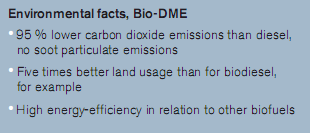 Environmental facts, Bio-DME
• 95 % lower carbon dioxide emissions than diesel,
no soot particulate emissions
• Five times better land usage than for biodiesel,
for example
• High energy-efficiency in relation to other biofuels